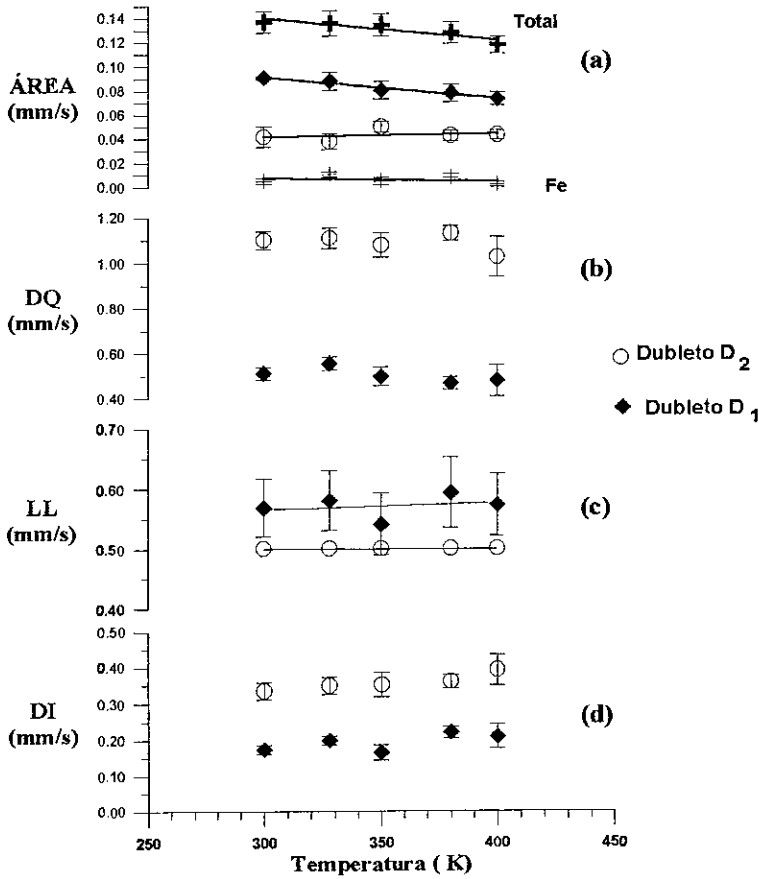 0.14
0.12
0.10
0.08
0.06
0.04
0.02
0.00
ÁREA
(mm/s)
Total
(a)
Fe
1.20
1.00
0.80
0.60
0.40
DQ
(mm/s)
(b)
Dubleto D2
Dubleto D1
0.70
0.60
0.50
0.40
LL
(mm/s)
(c)
0.50
0.40
0.30
0.20
0.10
0.00
DI
(mm/s)
(d)
250 300 350 400 450
Temperatura ( K)